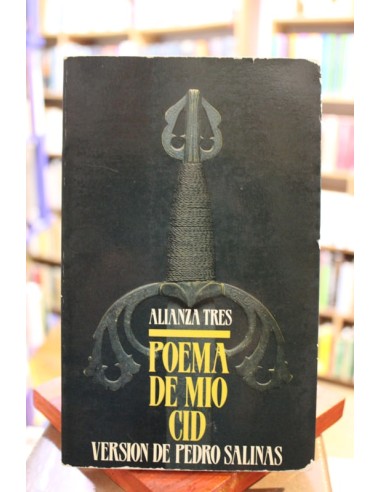 ALIANZA TRES
POEMA
DE MIO
CID
VERSION DE PEDRO SALINAS